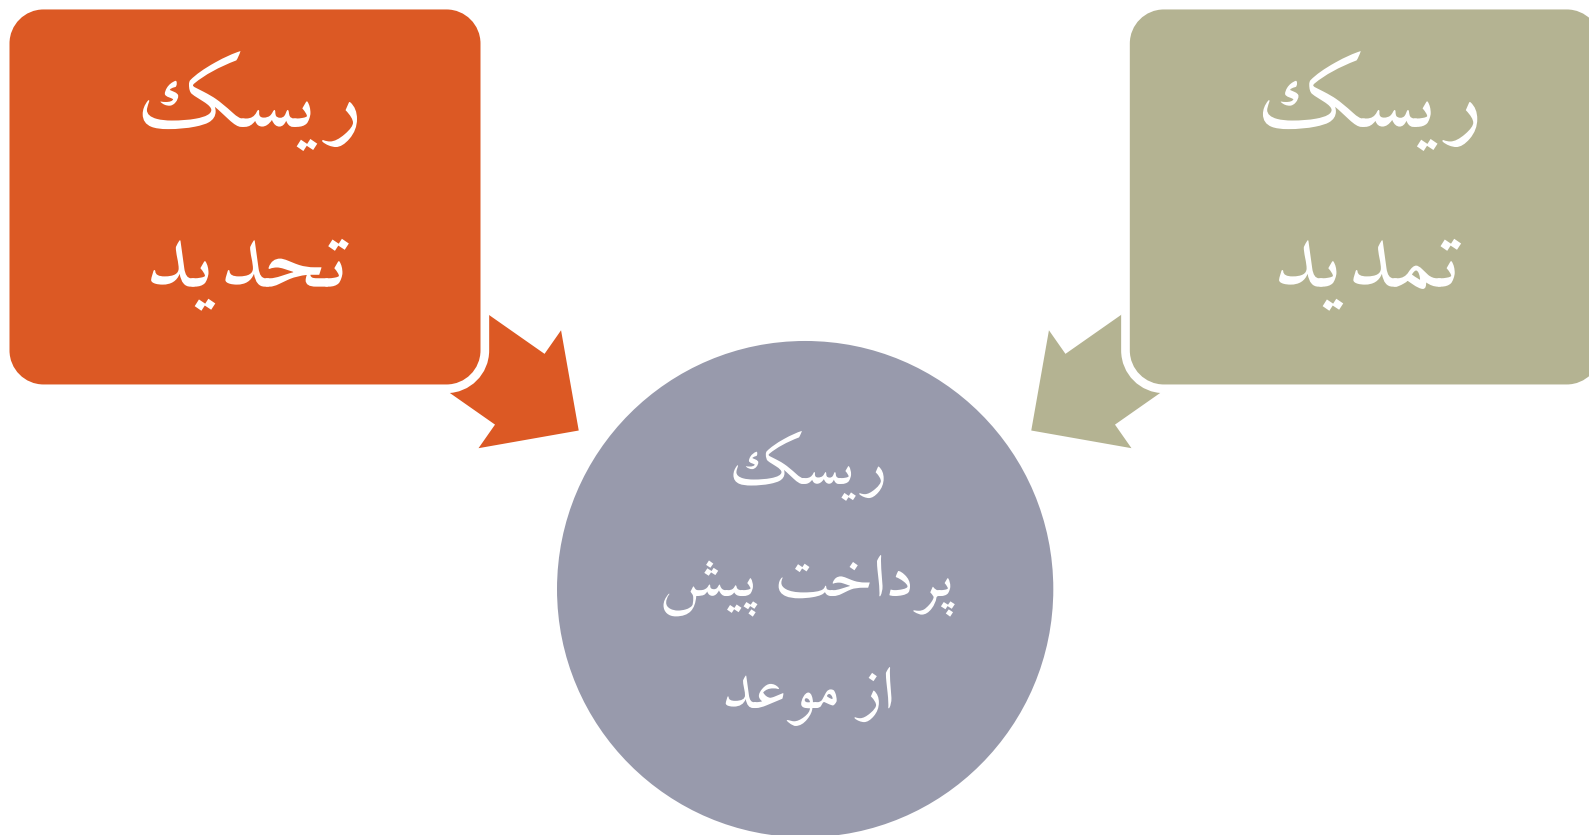 ریسک
تمدید
ریسک
تحدید
ریسک
پرداخت پیش
از موعد